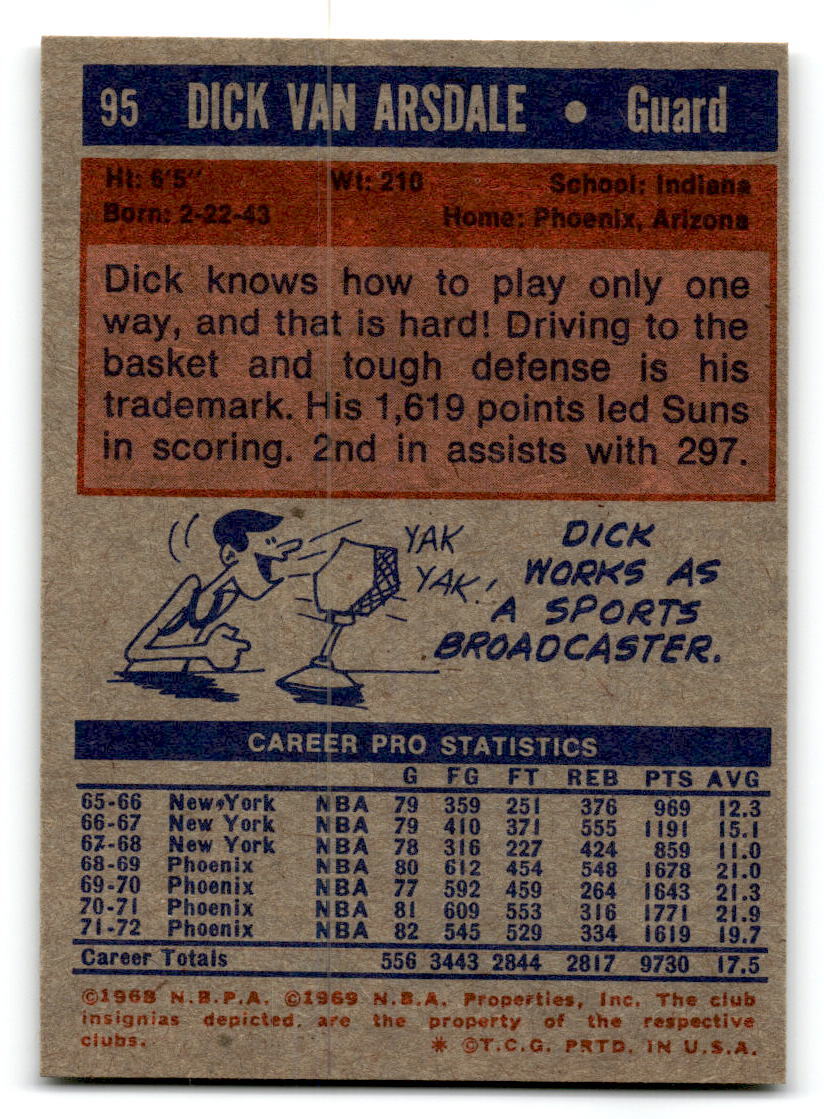 95 DICK VAN ARSDALE • Guard
Ht: 6'5" Wt: 210 School: Indiana
Born: 2-22-43 Home: Phoenix, Arizona
Dick knows how to play only one
way, and that is hard! Driving to the
basket and tough defense is his
trademark. His 1,619 points led Suns
in scoring. 2nd in assists with 297.
YAK
YAK!
DICK
WORKS AS
A SPORTS
BROADCASTER.
CAREER PRO STATISTICS
G FG FT REB PTS AVG
65-66 New York NBA 79 359 251 376 969 12.3
66-67 New York NBA 79 410 371 555 1191 15.1
67-68 New York NBA 78 316 227 424 859 11.0
68-69 Phoenix NBA 80 612 454 548 1678 21.0
69-70 Phoenix NBA 77 592 459 264 1643 21.3
70-71 Phoenix NBA 81 609 553 316 1771 21.9
71-72 Phoenix NBA 82 545 529 334 1619 19.7
Career Totals 556 3443 2844 2817 9730 17.5
©1968 N.B.P.A. ©1969 N.B.A. Properties, Inc. The club
insignias depicted are the property of the respective
clubs. * ©T.C.G. PRTD. IN U.S.A.